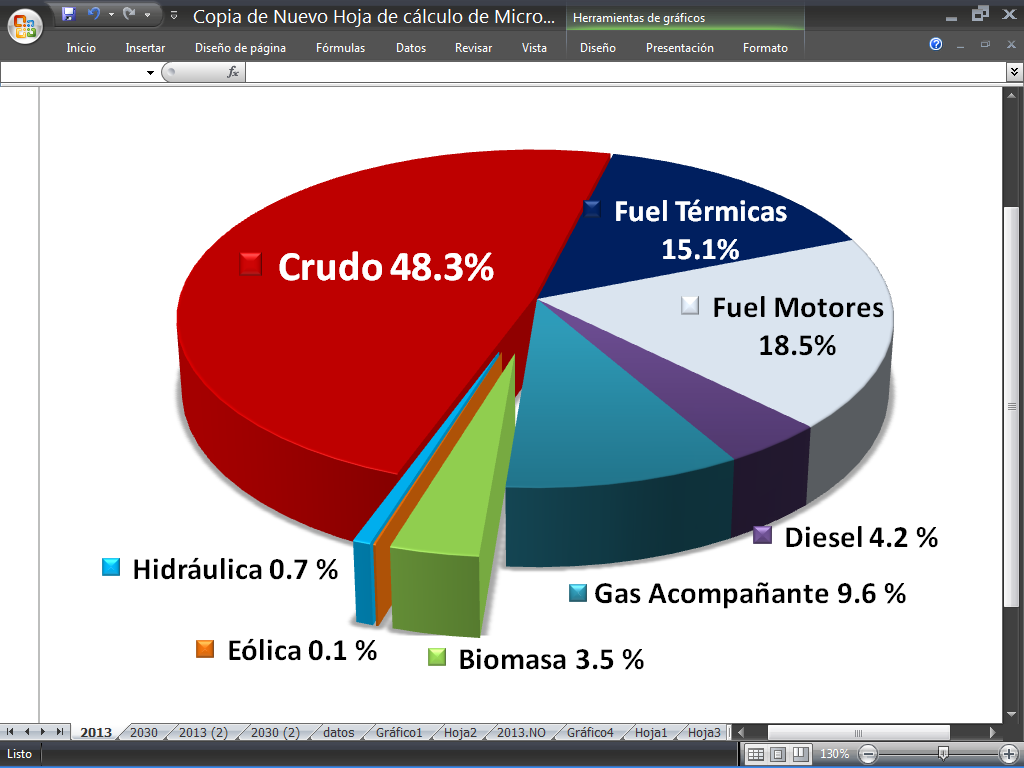 Copia de Nuevo Hoja de cálculo de Micro...
Herramientas de gráficos
Inicio Insertar Diseño de página Fórmulas Datos Revisar Vista Diseño Presentación Formato
fx
Fuel Térmicas
15.1%
Crudo 48.3%
Fuel Motores
18.5%
Diesel 4.2 %
Hidráulica 0.7 %
Gas Acompañante 9.6 %
Eólica 0.1 %
Biomasa 3.5 %
2013 2030 2013 (2) 2030 (2) datos Gráfico1 Hoja2 2013.NO Gráfico4 Hoja1 Hoja3
Listo
130%